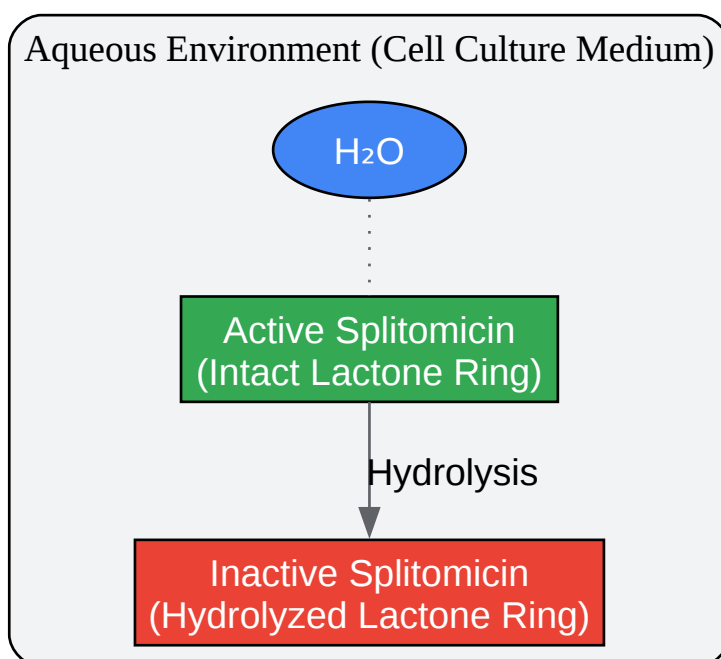 Aqueous Environment (Cell Culture Medium)
H₂O
Active Splitomicin
(Intact Lactone Ring)
Hydrolysis
Inactive Splitomicin
(Hydrolyzed Lactone Ring)